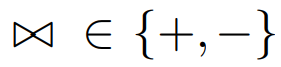 ⋈ ∈ {+, −}